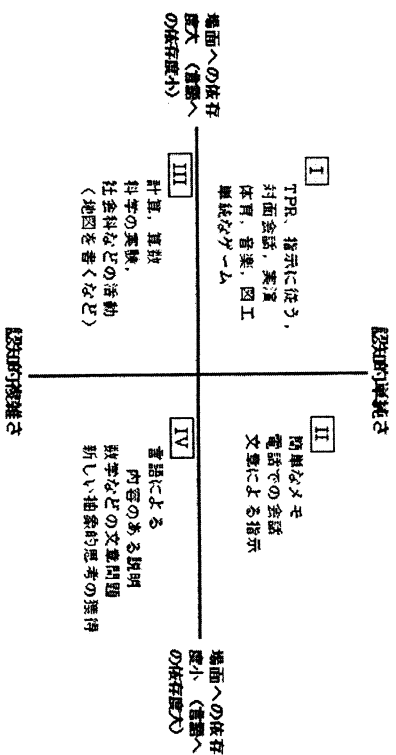 認知的単純さ
場面への依存
度大 (言語へ
の依存度小)
I
TPR、指示に従う,
対面会話, 実演
体育, 音楽, 図工
単純なゲーム
II
簡単なメモ
電話での会話
文章による指示
場面への依存
度小 (言語へ
の依存度大)
III
計算, 算数
科学の実験,
社会科などの活動
(地図を書くなど)
IV
言語による
内容のある説明
数学などの文章問題
新しい抽象的思考の獲得
認知的複雑さ